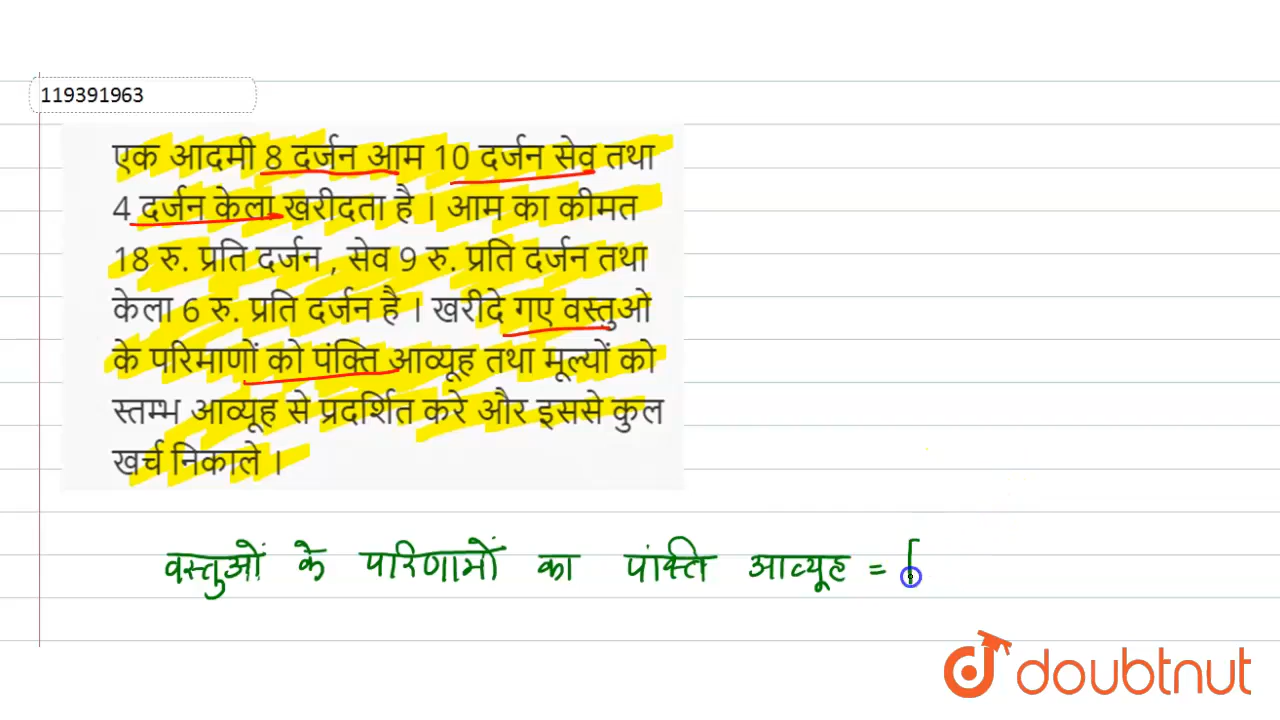 119391963
एक आदमी 8 दर्जन आम 10 दर्जन सेव तथा
4 दर्जन केला खरीदता है । आम का कीमत
18 रु. प्रति दर्जन , सेव 9 रु. प्रति दर्जन तथा
केला 6 रु. प्रति दर्जन है । खरीदे गए वस्तुओ
के परिमाणों को पंक्ति आव्यूह तथा मूल्यों को
स्तम्भ आव्यूह से प्रदर्शित करे और इससे कुल
खर्च निकाले ।
वस्तुओं के परिणामों का पंक्ति आव्यूह = [
doubtnut